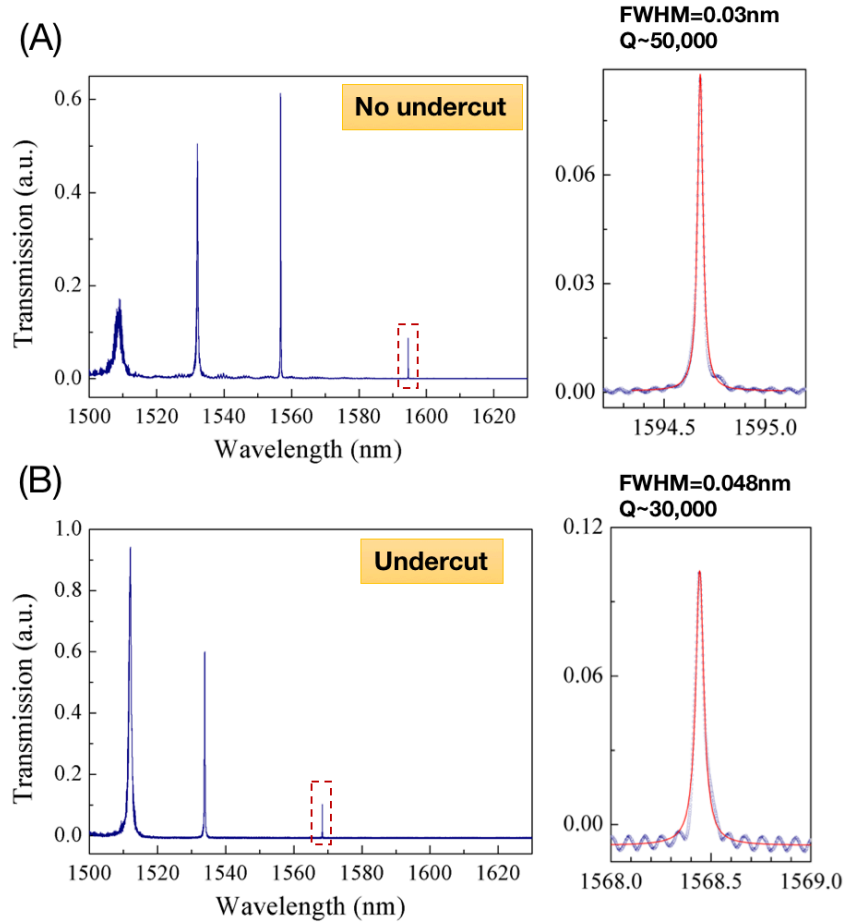 (A)
FWHM=0.03nm
Q~50,000
No undercut
0.6
0.4
0.2
0.0
Transmission (a.u.)
1500 1520 1540 1560 1580 1600 1620
Wavelength (nm)
0.06
0.03
0.00
1594.5 1595.0
(B)
FWHM=0.048nm
Q~30,000
Undercut
1.0
0.8
0.6
0.4
0.2
0.0
Transmission (a.u.)
1500 1520 1540 1560 1580 1600 1620
Wavelength (nm)
0.12
0.06
0.00
1568.0 1568.5 1569.0